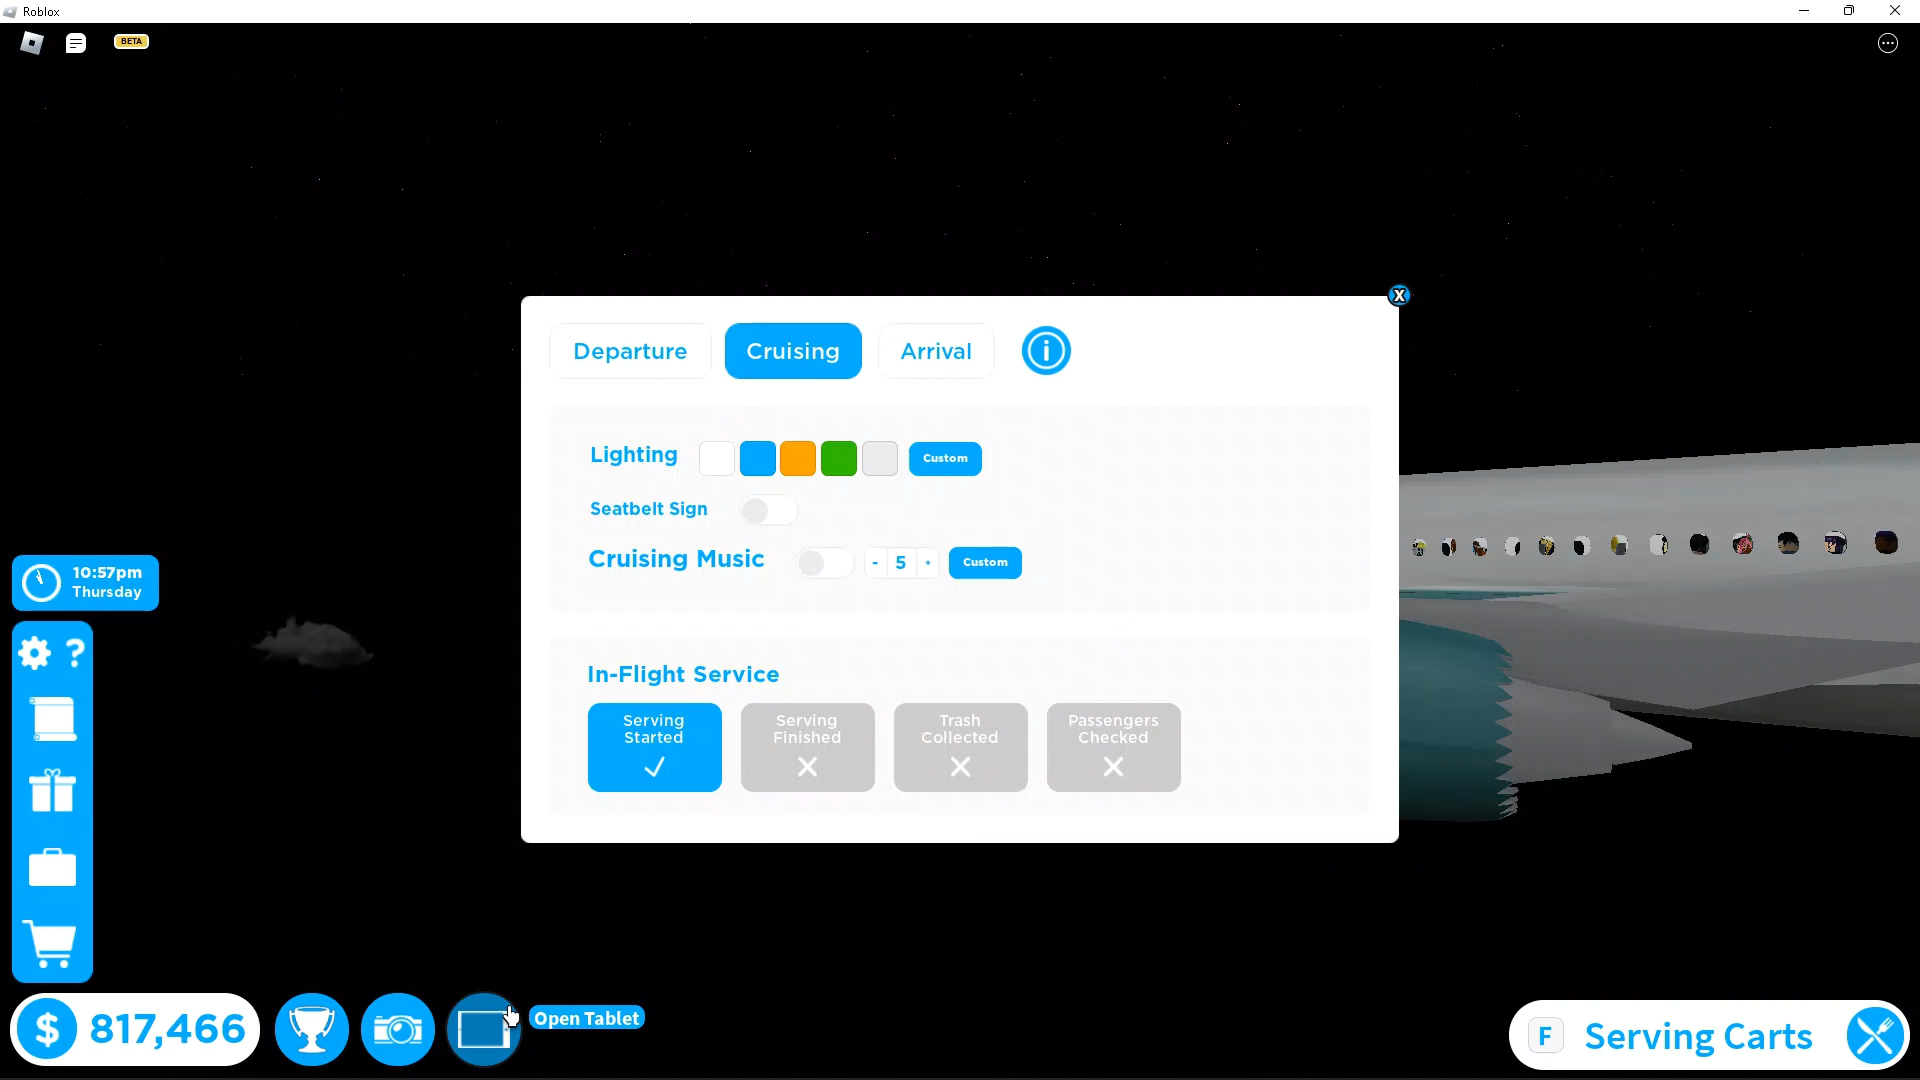 Roblox
BETA
Departure
Cruising
Arrival
Lighting
Custom
Seatbelt Sign
Cruising Music
- 5 +
Custom
10:57pm
Thursday
In-Flight Service
Serving
Started
Serving
Finished
Trash
Collected
Passengers
Checked
$ 817,466
Open Tablet
F Serving Carts